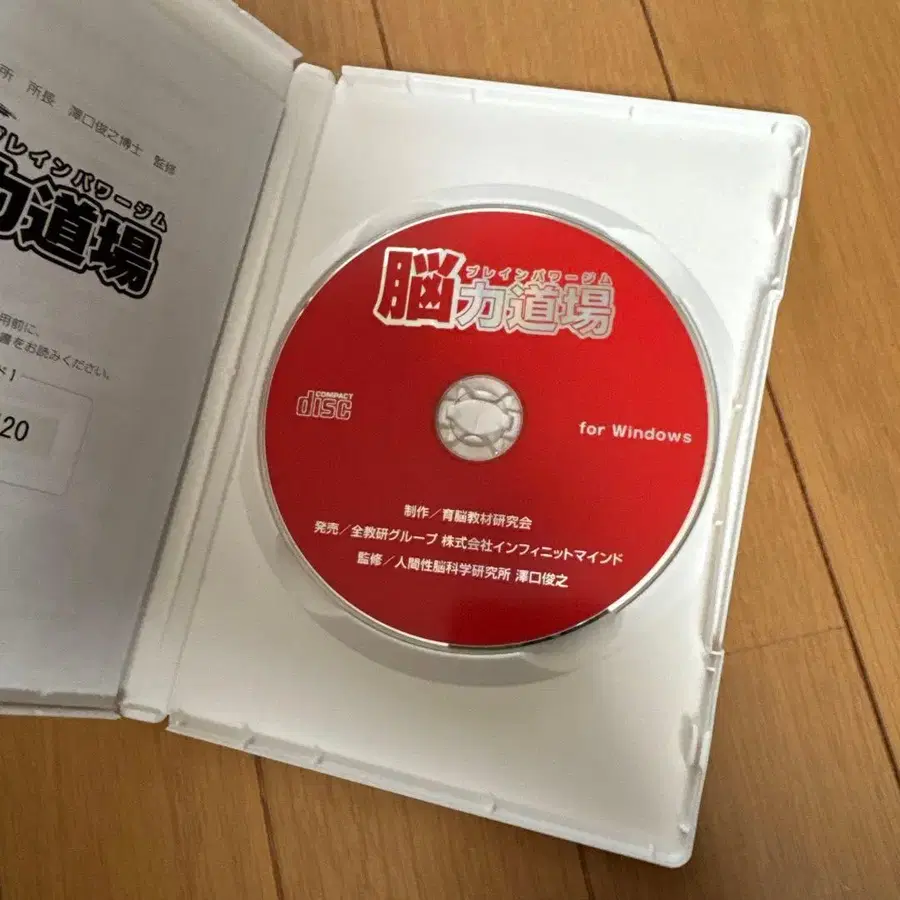 所 所長 澤口俊之博士 監修
ブレインパワージム
力道場
用前に、
書をお読みください。
ド】
20
ブレインパワージム
脳力道場
COMPACT
disc
for Windows
制作／育脳教材研究会
発売／全教研グループ 株式会社インフィニットマインド
監修／人間性脳科学研究所 澤口俊之